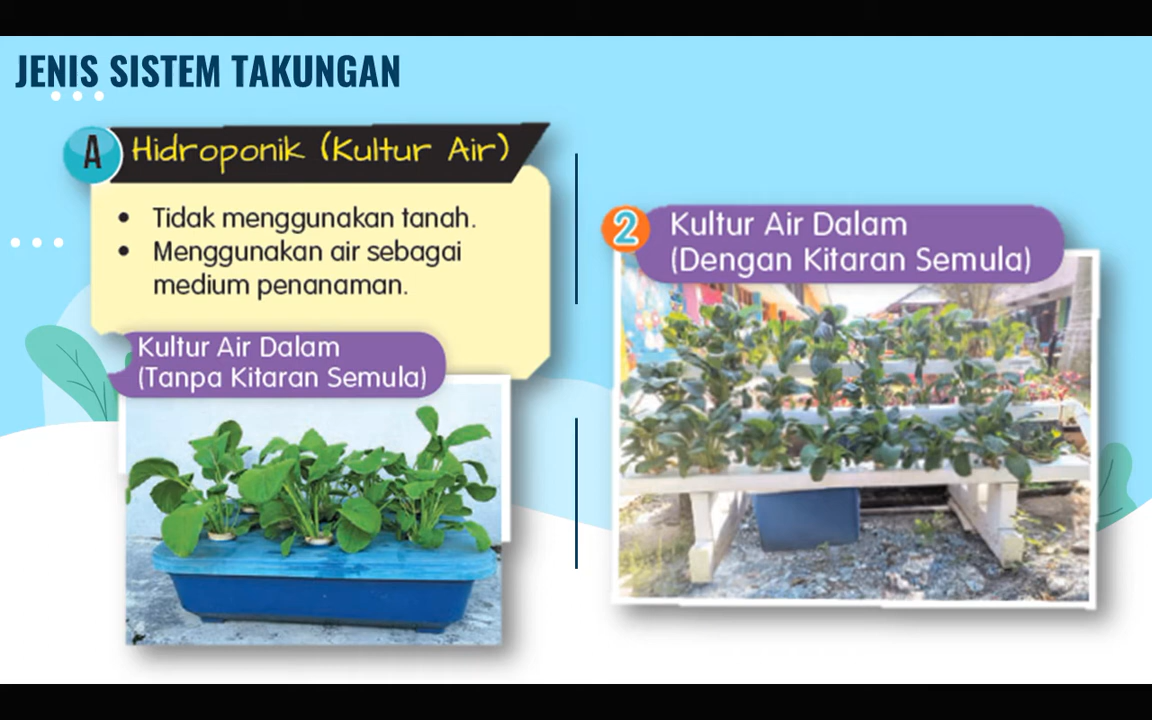 JENIS SISTEM TAKUNGAN
A Hidroponik (Kultur Air)
• Tidak menggunakan tanah.
• Menggunakan air sebagai
medium penanaman.
Kultur Air Dalam
(Tanpa Kitaran Semula)
2 Kultur Air Dalam
(Dengan Kitaran Semula)